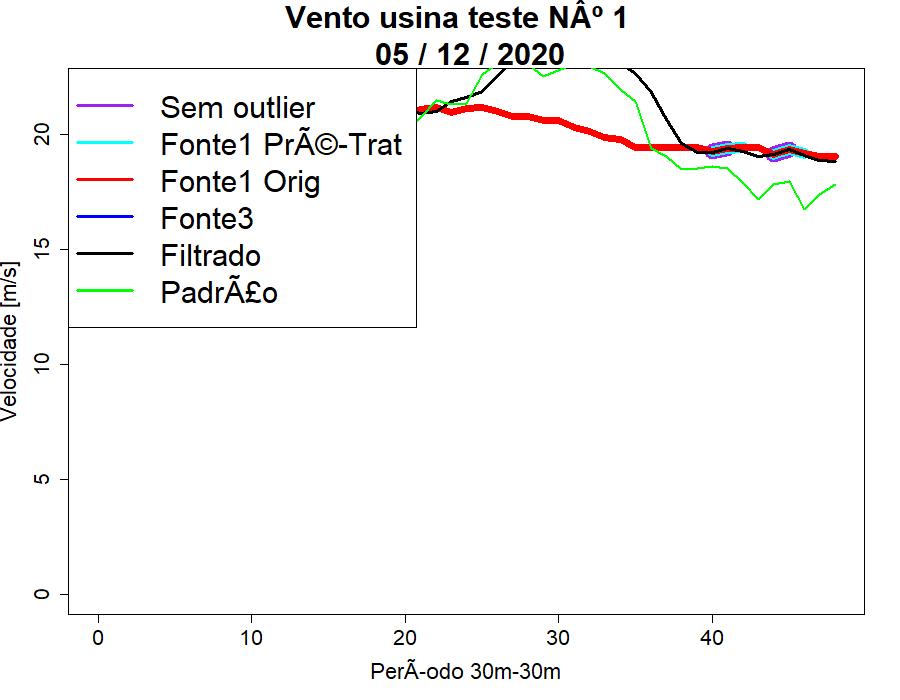 Vento usina teste NÂº 1
05 / 12 / 2020
Sem outlier
Fonte1 PrÃ©-Trat
Fonte1 Orig
Fonte3
Filtrado
PadrÃ£o
Velocidade [m/s]
20
15
10
5
0
0 10 20 30 40
PerÃ-odo 30m-30m